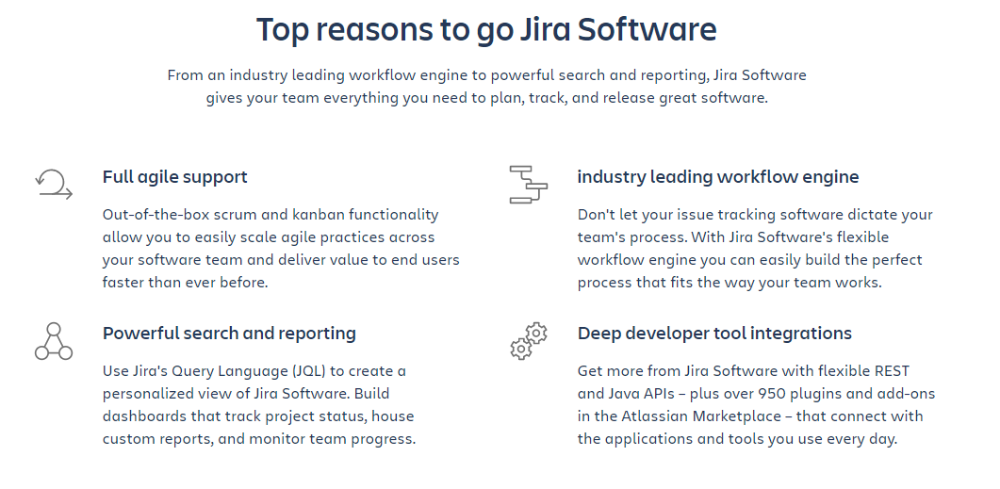 Top reasons to go Jira Software
From an industry leading workflow engine to powerful search and reporting, Jira Software
gives your team everything you need to plan, track, and release great software.
Full agile support
Out-of-the-box scrum and kanban functionality
allow you to easily scale agile practices across
your software team and deliver value to end users
faster than ever before.
industry leading workflow engine
Don't let your issue tracking software dictate your
team's process. With Jira Software's flexible
workflow engine you can easily build the perfect
process that fits the way your team works.
Powerful search and reporting
Use Jira's Query Language (JQL) to create a
personalized view of Jira Software. Build
dashboards that track project status, house
custom reports, and monitor team progress.
Deep developer tool integrations
Get more from Jira Software with flexible REST
and Java APIs – plus over 950 plugins and add-ons
in the Atlassian Marketplace – that connect with
the applications and tools you use every day.